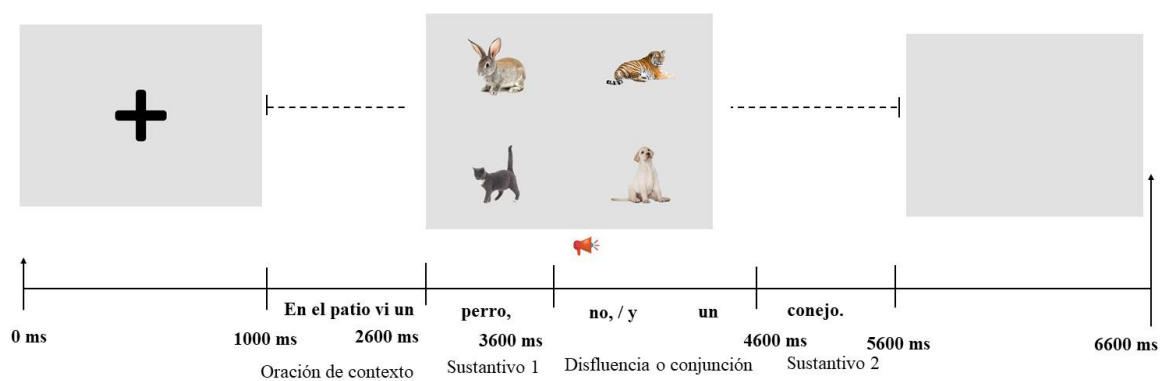 En el patio vi un perro, no, / y un conejo.
0 ms 1000 ms 2600 ms 3600 ms 4600 ms 5600 ms 6600 ms
Oración de contexto Sustantivo 1 Disfluencia o conjunción Sustantivo 2